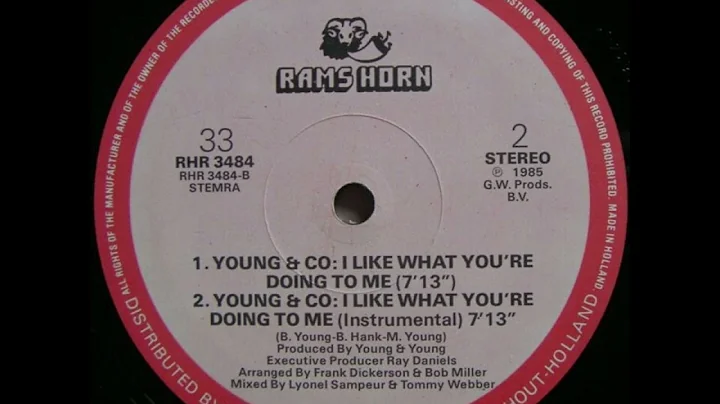 ALL RIGHTS OF THE MANUFACTURER AND OF THE OWNER OF THE RECORDED
COPYING OF THIS RECORD PROHIBITED. MADE IN HOLLAND.
RAMS HORN
33
RHR 3484
RHR 3484-B
STEMRA
2
STEREO
℗ 1985
G.W. Prods.
B.V.
1. YOUNG & CO: I LIKE WHAT YOU'RE
DOING TO ME (7'13")
2. YOUNG & CO: I LIKE WHAT YOU'RE
DOING TO ME (Instrumental) 7'13"
(B. Young-B. Hank-M. Young)
Produced By Young & Young
Executive Producer Ray Daniels
Arranged By Frank Dickerson & Bob Miller
Mixed By Lyonel Sampeur & Tommy Webber
DISTRIBUTED BY
HOUT-HOLLAND